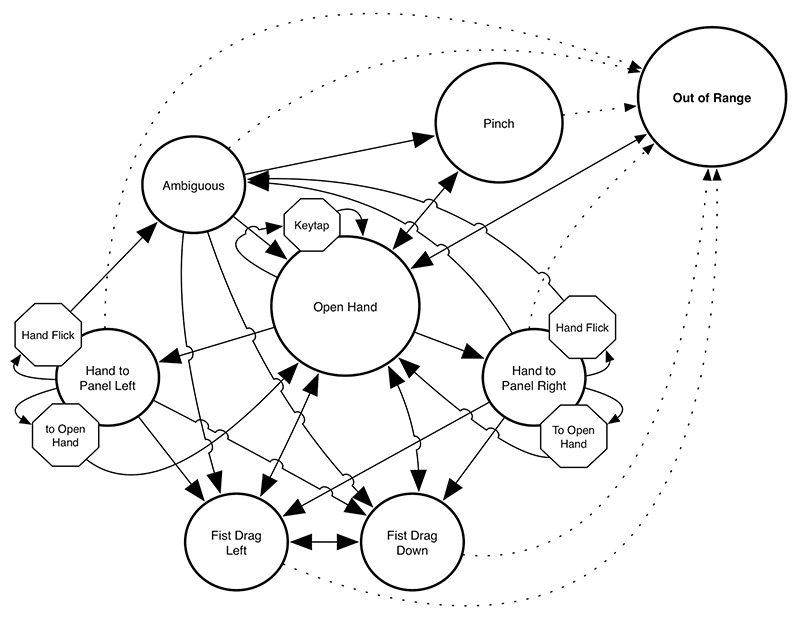 Out of Range
Pinch
Ambiguous
Keytap
Open Hand
Hand Flick
Hand Flick
Hand to
Panel Left
Hand to
Panel Right
to Open
Hand
To Open
Hand
Fist Drag
Left
Fist Drag
Down